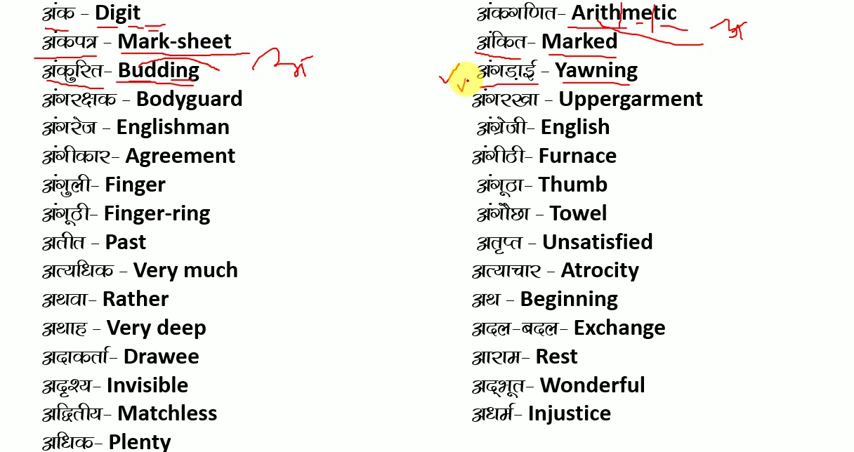 अंक - Digit
अंकपत्र - Mark-sheet
अंकुरित- Budding
अंगरक्षक - Bodyguard
अंगरेज - Englishman
अंगीकार- Agreement
अंगुली- Finger
अंगूठी- Finger-ring
अतीत - Past
अत्यधिक - Very much
अथवा- Rather
अथाह - Very deep
अदाकर्ता- Drawee
अदृश्य- Invisible
अद्वितीय- Matchless
अधिक- Plenty
अंकगणित- Arithmetic
अंकित- Marked
अंगड़ाई - Yawning
अंगरखा - Uppergarment
अंग्रेजी- English
अंगीठी- Furnace
अंगूठा- Thumb
अंगौछा - Towel
अतृप्त - Unsatisfied
अत्याचार- Atrocity
अथ- Beginning
अदल-बदल- Exchange
आराम- Rest
अद्भूत- Wonderful
अधर्म- Injustice